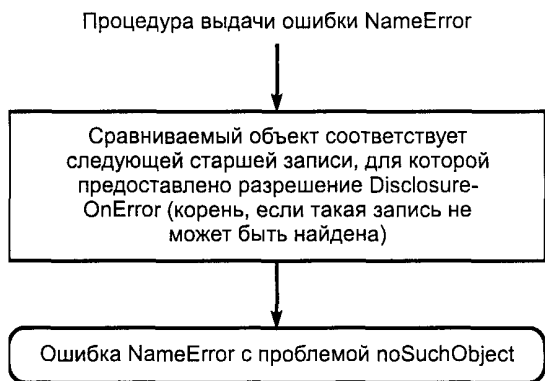 Процедура выдачи ошибки NameError
Сравниваемый объект соответствует
следующей старшей записи, для которой
предоставлено разрешение Disclosure-
OnError (корень, если такая запись не
может быть найдена)
Ошибка NameError с проблемой noSuchObject